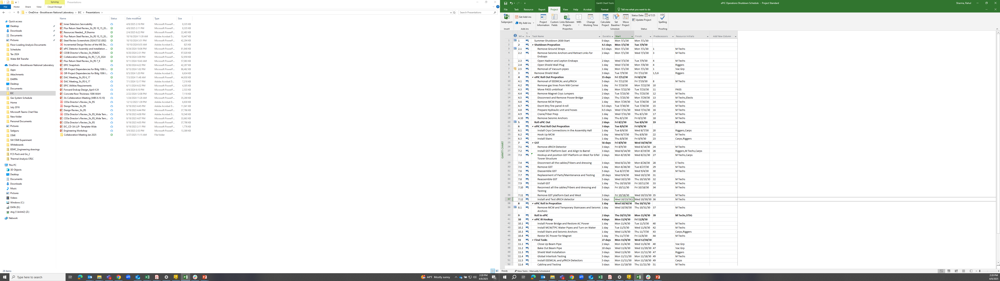 Syncing
Presentations
File
Home
Share
View
Cloud Storage
OneDrive - Brookhaven National Laboratory
EIC
Presentations
Search Presentations
Quick access
Desktop
Downloads
Documents
Pictures
Floor Loading Analysis Documents
Schedules
Tax 2024
Water Bill Transfer
OneDrive - Brookhaven National Laboratory
Apps
Attachments
DARPA
Desktop
Documents
EIC
Gas System Schedule
Home
July 2016
Microsoft Teams Chat Files
New folder
Personal Documents
Pictures
Sadguru
STAR
SW STAR Experiment
Whiteboards
EEMC_Engineering drawings
FCS Pack and Go_2
Thermal Analysis STGC
This PC
3D Objects
Desktop
Documents
Downloads
Music
Pictures
Videos
Windows (C:)
DATA (D:)
stsg (\\bnlnt2) (Z:)
Network
28 items
Name Status Date modified Type Size
Inner Detectors Servicability 4/8/2025 2:16 PM Microsoft PowerP... 8,335 KB
Flux Return Steel Review_3Is_RS 10_15_20... 4/8/2025 2:11 PM Microsoft PowerP... 8,335 KB
Resources Needed__R.Sharma 2/4/2025 6:22 PM Microsoft PowerP... 22,483 KB
Flux Return Steel Review_3Is_RS 10_15_20... 10/16/2024 11:39 AM Adobe Acrobat D... 10,447 KB
Steel Review Screenshots 2024.07.02 (002) 10/10/2024 3:51 PM Microsoft PowerP... 42,294 KB
Incremental Design Review of the ME De... 10/10/2024 8:55 AM Adobe Acrobat D... 825 KB
ePIC Detector Assembly and Installation ... 9/24/2024 10:06 PM Microsoft PowerP... 81,840 KB
CD3B Director's Review_3Is_RS&DC 9/20/2024 2:31 PM Microsoft PowerP... 97,028 KB
Collaboration Meeting_3Is_RS_7_25_2024 9/19/2024 3:09 PM Microsoft PowerP... 52,959 KB
Flux Return Steel Review_3Is_RS 7_9 9/11/2024 10:43 AM Microsoft PowerP... 57,083 KB
EPIC Snapshots 8/30/2024 4:22 PM Microsoft PowerP... 42,287 KB
Off-Project Dependencies for Bldg 1006 I... 8/15/2024 1:02 PM Microsoft PowerP... 86,462 KB
Off-Project Dependencies for Bldg 1006 I... 8/5/2024 1:20 PM Adobe Acrobat D... 6,634 KB
DAC Meeting_3Is_RS 6_17 7/3/2024 11:48 AM Microsoft PowerP... 44,930 KB
DAC Meeting_3Is_RS 6_17 7/1/2024 12:17 PM Adobe Acrobat D... 7,218 KB
EPIC Utilities Requirements 6/11/2024 4:32 PM Microsoft PowerP... 4,305 KB
Forward Endcap Design_April 4 24 4/4/2024 6:10 PM Microsoft PowerP... 2,533 KB
Concrete floor Thickness 1006 WAH 2/22/2024 12:08 PM Microsoft PowerP... 7,118 KB
3Is Collaboration Meeting (WBS 6.10.10) 1/24/2024 11:28 AM Microsoft PowerP... 35,269 KB
CD3a Director's Review_3Is_RS 12/12/2023 1:39 PM Adobe Acrobat D... 6,830 KB
Design Review_3Is_RS 9/19/2023 4:45 PM Adobe Acrobat D... 11,041 KB
Design Review_3Is_RS 9/19/2023 4:44 PM Microsoft PowerP... 37,766 KB
CD3a Director's Review_3Is_RS_Wide Tem... 9/19/2023 4:08 PM Adobe Acrobat D... 10,540 KB
CD3a Director's Review_3Is_RS_Wide Tem... 9/19/2023 4:07 PM Microsoft PowerP... 33,663 KB
CD3a Director's Review_3Is_RS 9/19/2023 4:05 PM Microsoft PowerP... 37,798 KB
EIC_CD-3A LLP- Template-Wide 9/19/2023 2:11 PM Microsoft PowerP... 1,776 KB
Engineering Workshop 5/9/2023 2:53 PM Microsoft PowerP... 13,389 KB
Collaboration Meeting Jan 2025 3/27/2025 11:15 AM File folder
Type here to search
44°F Mostly sunny
2:20 PM
4/8/2025
Gantt Chart Tools
ePIC Operations Shutdown Schedule - Project Standard
Sharma, Rahul
File Task Resource Report Project View Help Acrobat Format Tell me what you want to do
Subproject
Insert
Get Add-ins
My Add-ins
Add-ins
Project Information
Custom Fields
Links Between Projects
WBS
Change Working Time
Properties
Calculate Project
Set Baseline
Move Project
Schedule
Status Date: 4/7/25
Update Project
Status
ABC
Spelling
Proofing
GANTT CHART
Task Name Duratio Start Finish Predecessors Resource Initials Add New Column
1 1 Summer Shutdown 2030 Start 0 days Mon 7/1/30 Mon 7/1/30
2 2 Shutdown Prepration 4.5 days Mon 7/1/30 Tue 7/9/30
3 2.1 Remove Ground Straps 0.5 days Mon 7/1/30 Mon 7/1/30 1 M Techs
4 2.2 Remove Seismic Anchors and Retract Links for Endcaps 2 days Mon 7/1/30 Wed 7/3/30 3 M Techs
5 2.3 Open Hadron and Lepton Endcaps 2 days Wed 7/3/30 Tue 7/9/30 4 M Techs
6 2.4 Open Shield Wall Plug 1 day Wed 7/3/30 Mon 7/8/30 4 Riggers
7 2.5 Removal of Vacuum pipes 1 day Mon 7/1/30 Mon 7/1/30 1 Vac Grp
8 3 Remove Shield Wall 3 days Tue 7/9/30 Fri 7/12/30 1,5,6 Riggers
9 4 ePIC Roll Out Prepration 15 days Fri 7/12/30 Fri 8/2/30
10 4.1 Removal of EEEMCAL and pfRICH 5 days Fri 7/12/30 Fri 7/19/30 8 M Techs
11 4.2 Remove gas lines from NW Corner 1 day Fri 7/19/30 Mon 7/22/30 10
12 4.3 Move PASS umbilical 1 day Mon 7/22/30 Tue 7/23/30 11 PASS
13 4.4 Remove Magnet Cryo Jumpers 2 days Tue 7/23/30 Thu 7/25/30 12 M Techs
14 4.5 Disconnect and Remove Power Bridge 2 days Thu 7/25/30 Mon 7/29/30 13 M Techs,Elects
15 4.6 Remove MCW Pipes 1 day Mon 7/29/30 Tue 7/30/30 14 M Techs
16 4.7 Dscnt btry fire panel 4 roll 0.5 days Tue 7/30/30 Tue 7/30/30 15 M Techs
17 4.8 Prepare Hydraulic unit and hoses 0.5 days Wed 7/31/30 Wed 7/31/30 16 M Techs
18 4.9 Crane/Fiber Prep 1 day Wed 7/31/30 Thu 8/1/30 17 M Techs
19 4.10 Remove Seismic Anchors 1 day Thu 8/1/30 Fri 8/2/30 18 M Techs
20 5 Roll ePIC Out 2 days Fri 8/2/30 Tue 8/6/30 19 M Techs
21 6 ePIC Post Roll Out Prepration 3 days Tue 8/6/30 Fri 8/9/30
22 6.1 Install Cryo Connections in the Assembly Hall 1 day Tue 8/6/30 Wed 8/7/30 20 Riggers,Carps
23 6.2 Hook Up MCW 1 day Wed 8/7/30 Thu 8/8/30 22 M Techs
24 6.3 Install Stairs 1 day Thu 8/8/30 Fri 8/9/30 23 Carps,Riggers
25 7 GST 56 days Fri 8/9/30 Wed 10/30/30
26 7.1 Remove dRICH Detector 3 days Fri 8/9/30 Wed 8/14/30 24 M Techs
27 7.2 Install GST Platform East and Align to Barrel 3 days Wed 8/14/30 Mon 8/19/30 26 Riggers,M Techs,Carps
28 7.3 Hookup and position GST Platform on West for Eifel Tower Structure 2 days Mon 8/19/30 Wed 8/21/30 27 M Techs,Carps
29 7.4 Disconnect all the cables/Fibers and dressing 3 days Wed 8/21/30 Mon 8/26/30 28 E Techs
30 7.5 Remove GST 1 day Mon 8/26/30 Tue 8/27/30 29 M Techs
31 7.6 Diassemble GST 5 days Tue 8/27/30 Wed 9/4/30 30 M Techs
32 7.7 Replacement of Parts/Maintenance and Testing 20 days Wed 9/4/30 Wed 10/2/30 31
33 7.8 Reassemble GST 5 days Wed 10/2/30 Thu 10/10/30 32 M Techs
34 7.9 Install GST 1 day Thu 10/10/30 Fri 10/11/30 33 M Techs
35 7.10 Reconnect all the cables/Fibers and dressing and Testing 5 days Fri 10/11/30 Fri 10/18/30 34 M Techs
36 7.11 Remove GST platform East and West 3 days Fri 10/18/30 Wed 10/23/30 35 M Techs
37 7.12 Install and Test dRICH detector 5 days Wed 10/23/3 Wed 10/30/30 36 M Techs
38 8 ePIC Roll In Prepration 1 day Wed 10/30/30 Thu 10/31/30
39 8.1 Remove MCW and Temporary Staircases and Seismic Anchors 1 day Wed 10/30/30 Thu 10/31/30 37 M Techs
40 9 Roll In ePIC 2 days Thu 10/31/30 Mon 11/4/30 39 M Techs,STSG
41 10 ePIC IR Hookup 4 days Mon 11/4/30 Fri 11/8/30
42 10.1 Install Power Bridge and Restore AC Power 1 day Mon 11/4/30 Tue 11/5/30 40 M Techs
43 10.2 Install MCW/TPC Water Pipes and Turn on Water 1 day Tue 11/5/30 Wed 11/6/30 42 M Techs
44 10.3 Install Stairs and Seismic Anchors 1 day Wed 11/6/30 Thu 11/7/30 43 Carps,Riggers
45 10.4 Restor DC Power for Magnet 1 day Thu 11/7/30 Fri 11/8/30 44 M Techs
46 11 Final Tasks 27 days Mon 11/4/30 Wed 12/18/30
47 11.1 Close Up Beam Pipe 2 days Mon 11/4/30 Wed 11/6/30 40 Vac Grp
48 11.2 Bake Out Beam Pipe 10 days Wed 11/6/30 Wed 11/20/30 47 Vac Grp
49 11.3 Shield Wall Installation 3 days Wed 11/6/30 Mon 11/11/30 47 Riggers
50 11.4 Global Interlock Testing 5 days Mon 11/11/30 Mon 11/18/30 49 M Techs
51 11.5 Install EEEMCAL and pfRICH Detectors 5 days Mon 11/11/30 Mon 11/18/30 49 Carps
52 11.6 Cabling and Testing 3 days Mon 11/18/30 Thu 11/21/30 51 M Techs
Ready New Tasks : Manually Scheduled
2:20 PM
4/8/2025